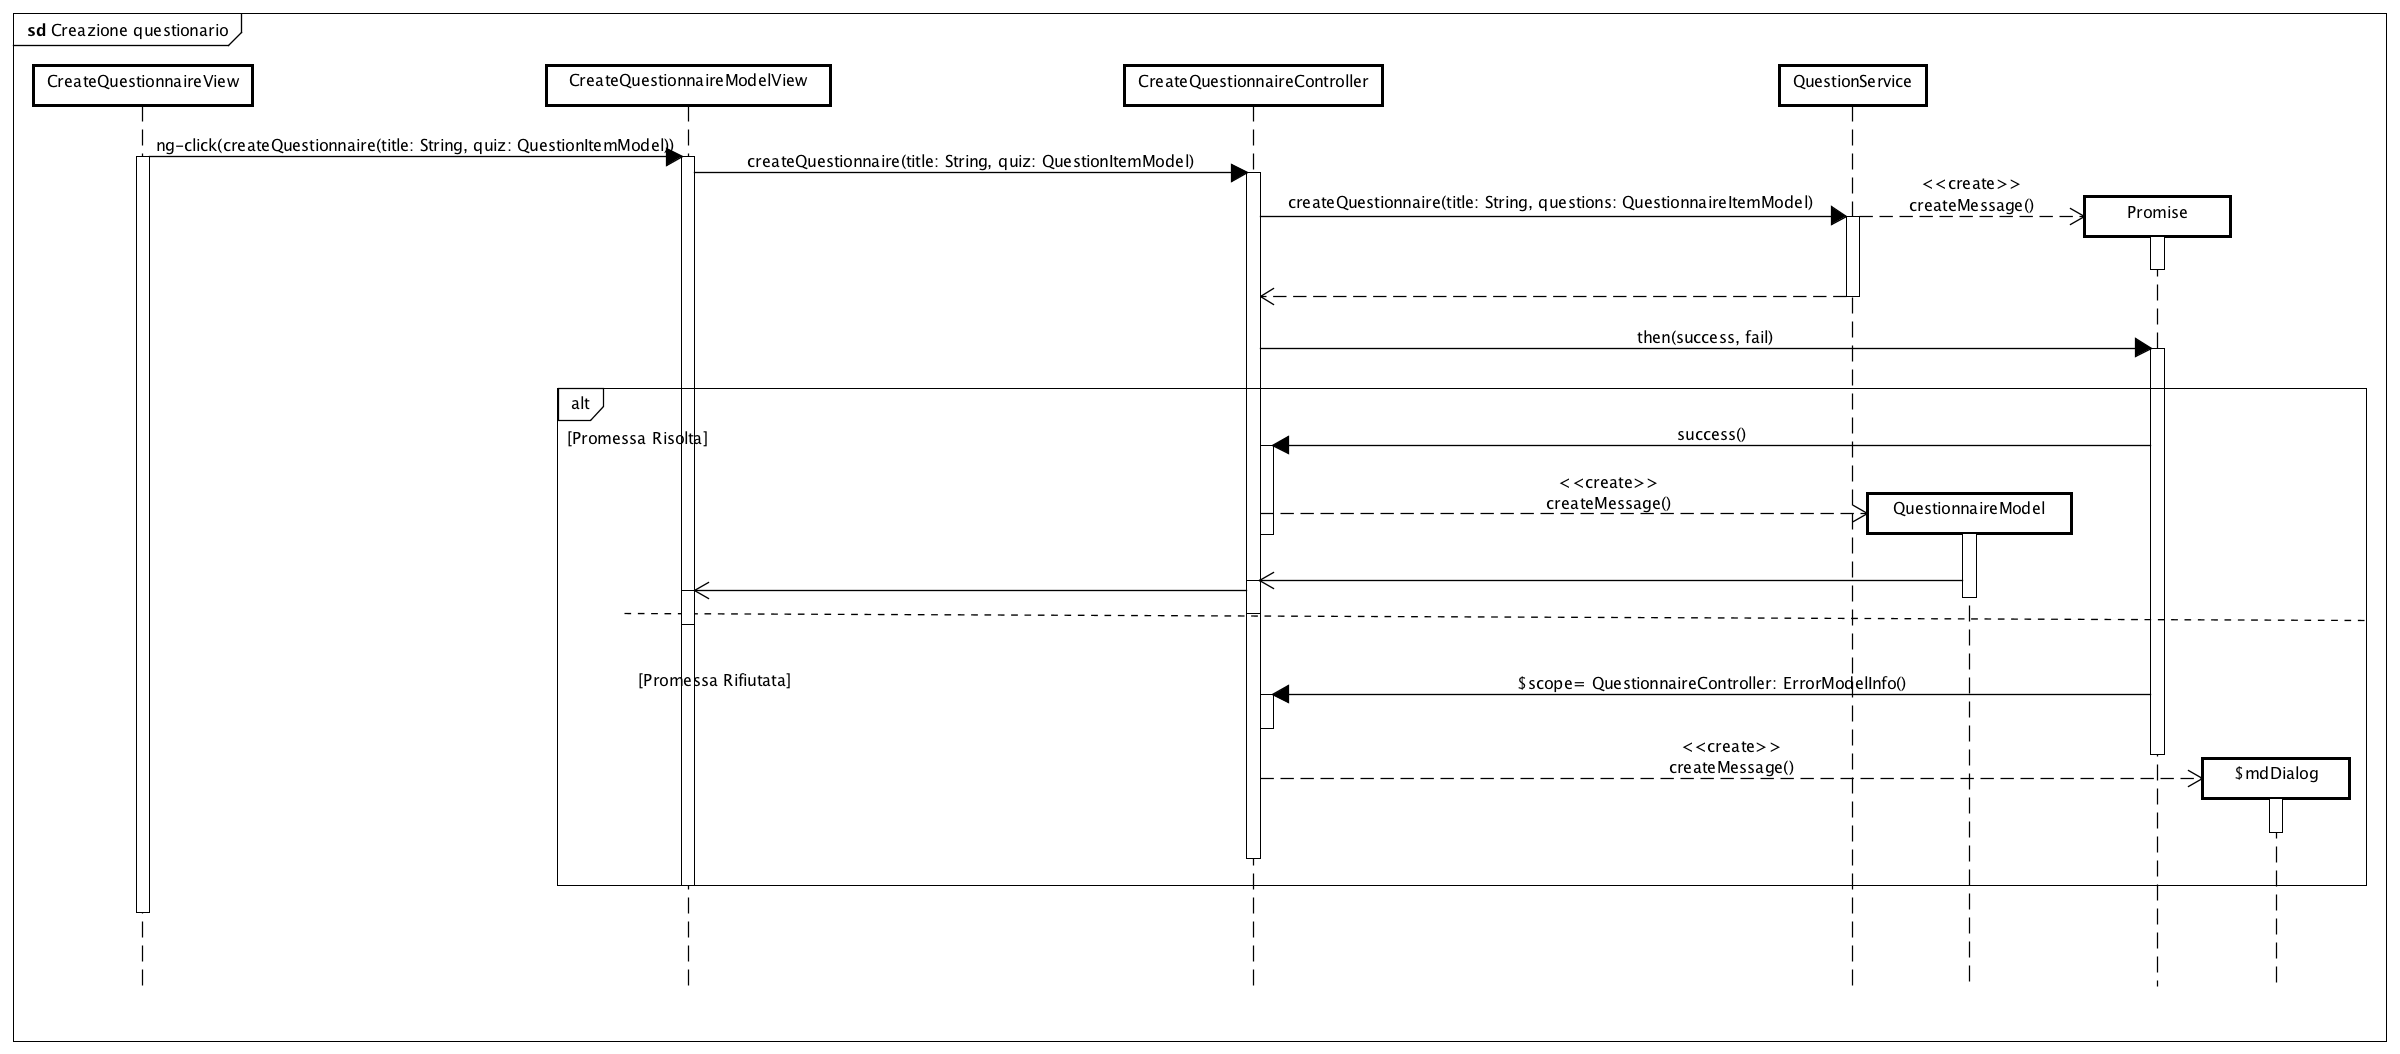 sd Creazione questionario
CreateQuestionnaireView
CreateQuestionnaireModelView
CreateQuestionnaireController
QuestionService
ng-click(createQuestionnaire(title: String, quiz: QuestionItemModel))
createQuestionnaire(title: String, quiz: QuestionItemModel)
createQuestionnaire(title: String, questions: QuestionnaireItemModel)
<<create>>
createMessage()
Promise
then(success, fail)
alt
[Promessa Risolta]
success()
<<create>>
createMessage()
QuestionnaireModel
[Promessa Rifiutata]
$scope= QuestionnaireController: ErrorModelInfo()
<<create>>
createMessage()
$mdDialog